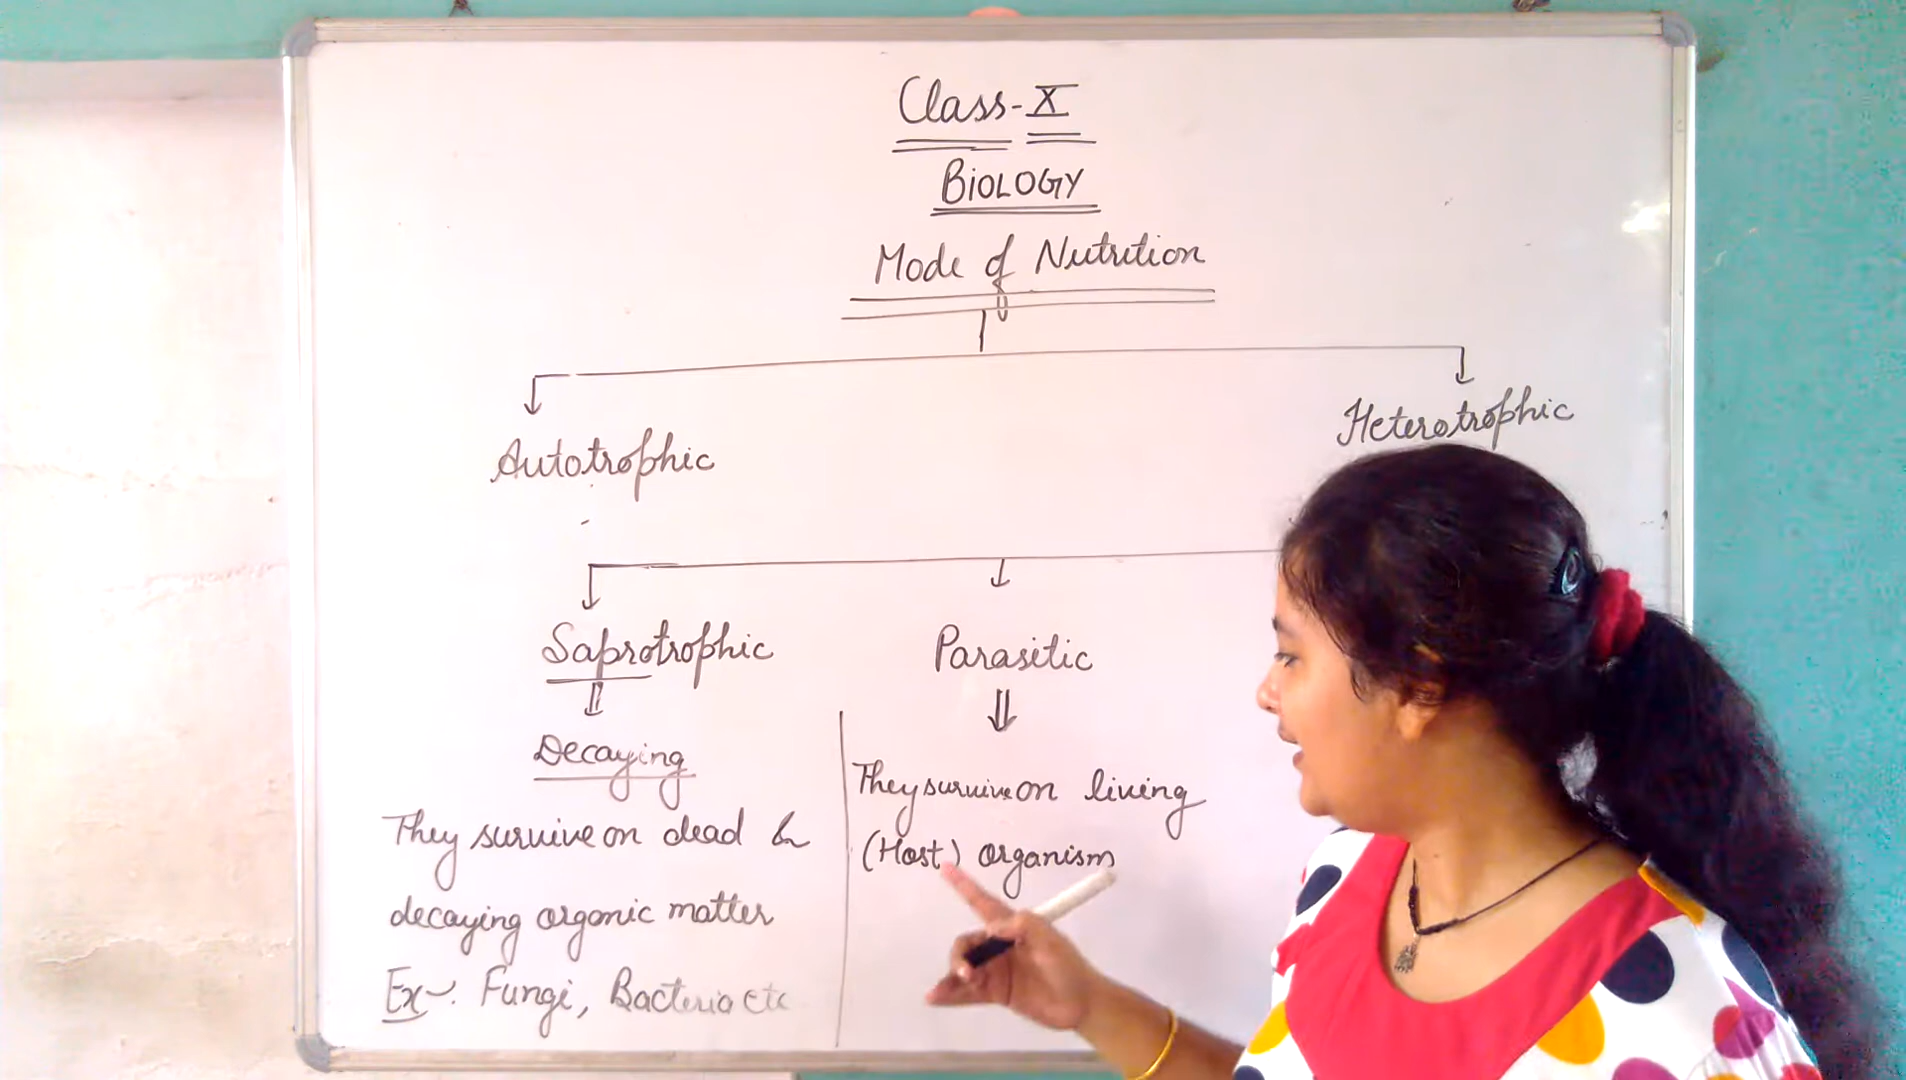 Class-X
BIOLOGY
Mode of Nutrition
Autotrophic
Heterotrophic
Saprotrophic
Parasitic
Decaying
They survive on dead &
decaying organic matter
Ex-. Fungi, Bacteria etc
They survive on living
(Host) organism